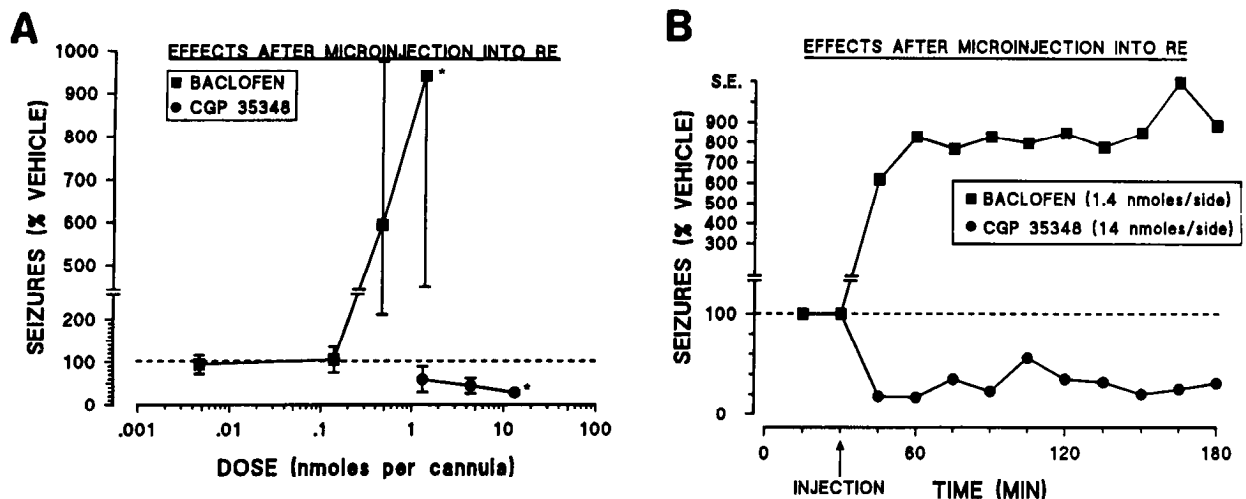 A
EFFECTS AFTER MICROINJECTION INTO RE
BACLOFEN
CGP 35348
SEIZURES (% VEHICLE)
1000
900
800
700
600
500
200
100
0
.001 .01 .1 1 10 100
DOSE (nmoles per cannula)
*
*
B
EFFECTS AFTER MICROINJECTION INTO RE
SEIZURES (% VEHICLE)
S.E.
900
800
700
600
500
400
300
100
0
BACLOFEN (1.4 nmoles/side)
CGP 35348 (14 nmoles/side)
0 60 120 180
INJECTION
TIME (MIN)